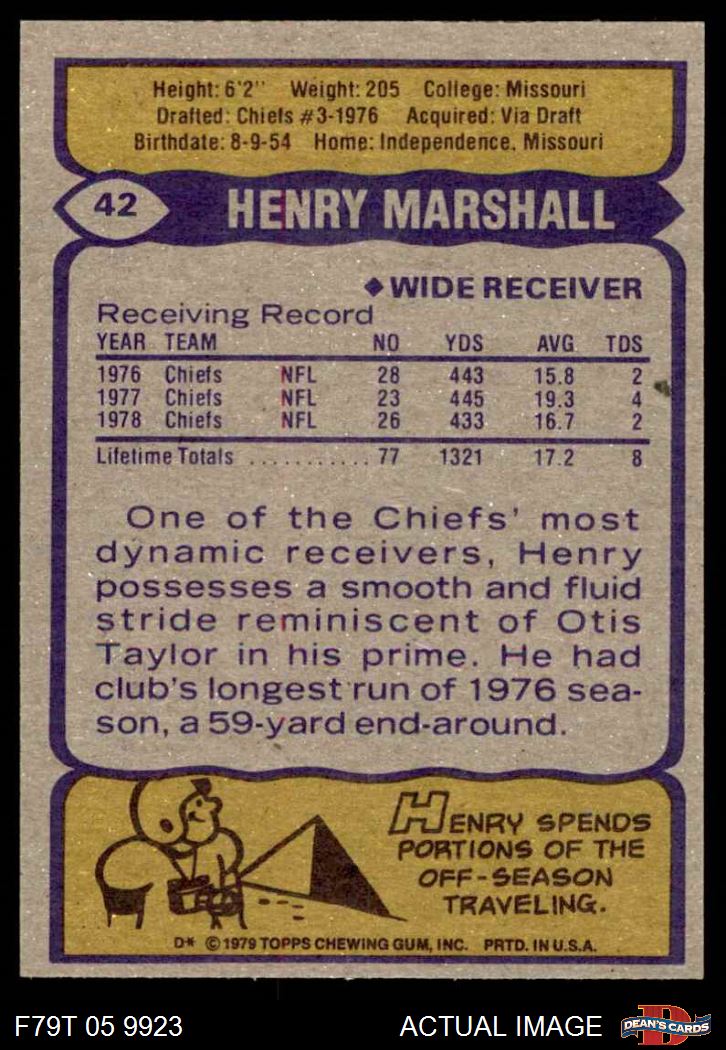 Height: 6'2" Weight: 205 College: Missouri
Drafted: Chiefs #3-1976 Acquired: Via Draft
Birthdate: 8-9-54 Home: Independence, Missouri
42 HENRY MARSHALL
◆WIDE RECEIVER
Receiving Record
YEAR TEAM NO YDS AVG TDS
1976 Chiefs NFL 28 443 15.8 2
1977 Chiefs NFL 23 445 19.3 4
1978 Chiefs NFL 26 433 16.7 2
Lifetime Totals ........... 77 1321 17.2 8
One of the Chiefs' most
dynamic receivers, Henry
possesses a smooth and fluid
stride reminiscent of Otis
Taylor in his prime. He had
club's longest run of 1976 sea-
son, a 59-yard end-around.
HENRY SPENDS
PORTIONS OF THE
OFF-SEASON
TRAVELING.
D* © 1979 TOPPS CHEWING GUM, INC. PRTD. IN U.S.A.
F79T 05 9923 ACTUAL IMAGE D DEAN'S CARDS